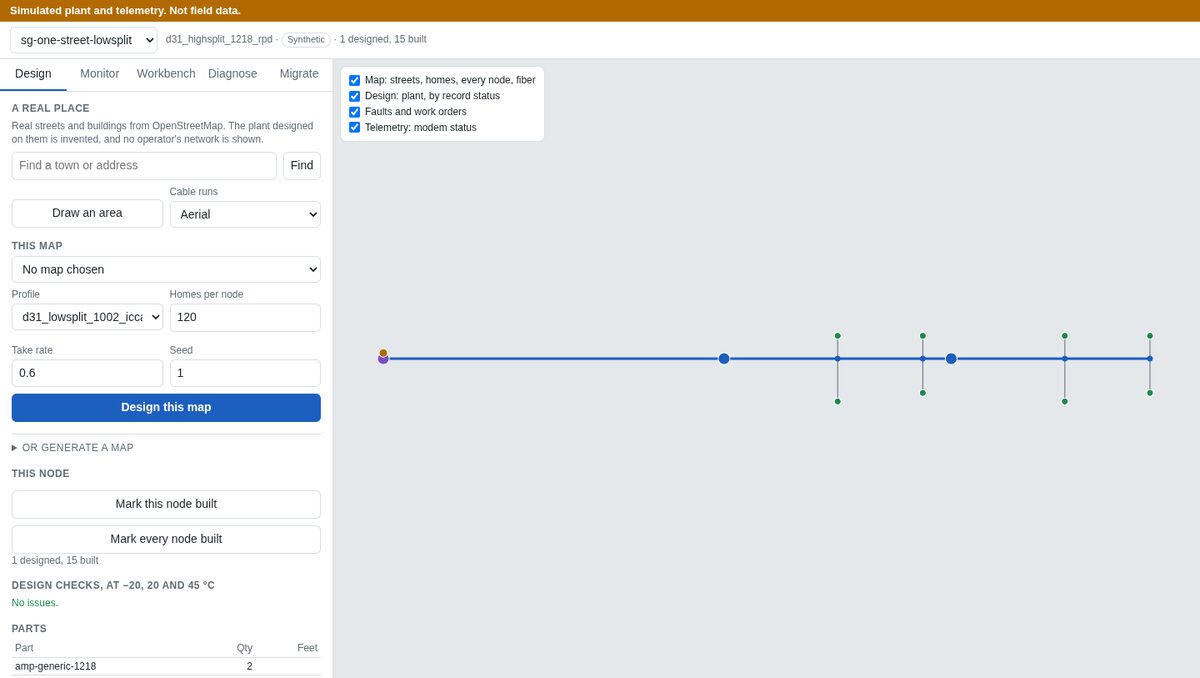 Simulated plant and telemetry. Not field data.
sg-one-street-lowsplit
d31_highsplit_1218_rpd · Synthetic · 1 designed, 15 built
Design Monitor Workbench Diagnose Migrate
A REAL PLACE
Real streets and buildings from OpenStreetMap. The plant designed
on them is invented, and no operator's network is shown.
Find a town or address
Find
Cable runs
Draw an area
Aerial
THIS MAP
No map chosen
Profile Homes per node
d31_lowsplit_1002_icca 120
Take rate Seed
0.6 1
Design this map
OR GENERATE A MAP
THIS NODE
Mark this node built
Mark every node built
1 designed, 15 built
DESIGN CHECKS, AT −20, 20 AND 45 °C
No issues.
PARTS
Part Qty Feet
amp-generic-1218 2
Map: streets, homes, every node, fiber
Design: plant, by record status
Faults and work orders
Telemetry: modem status